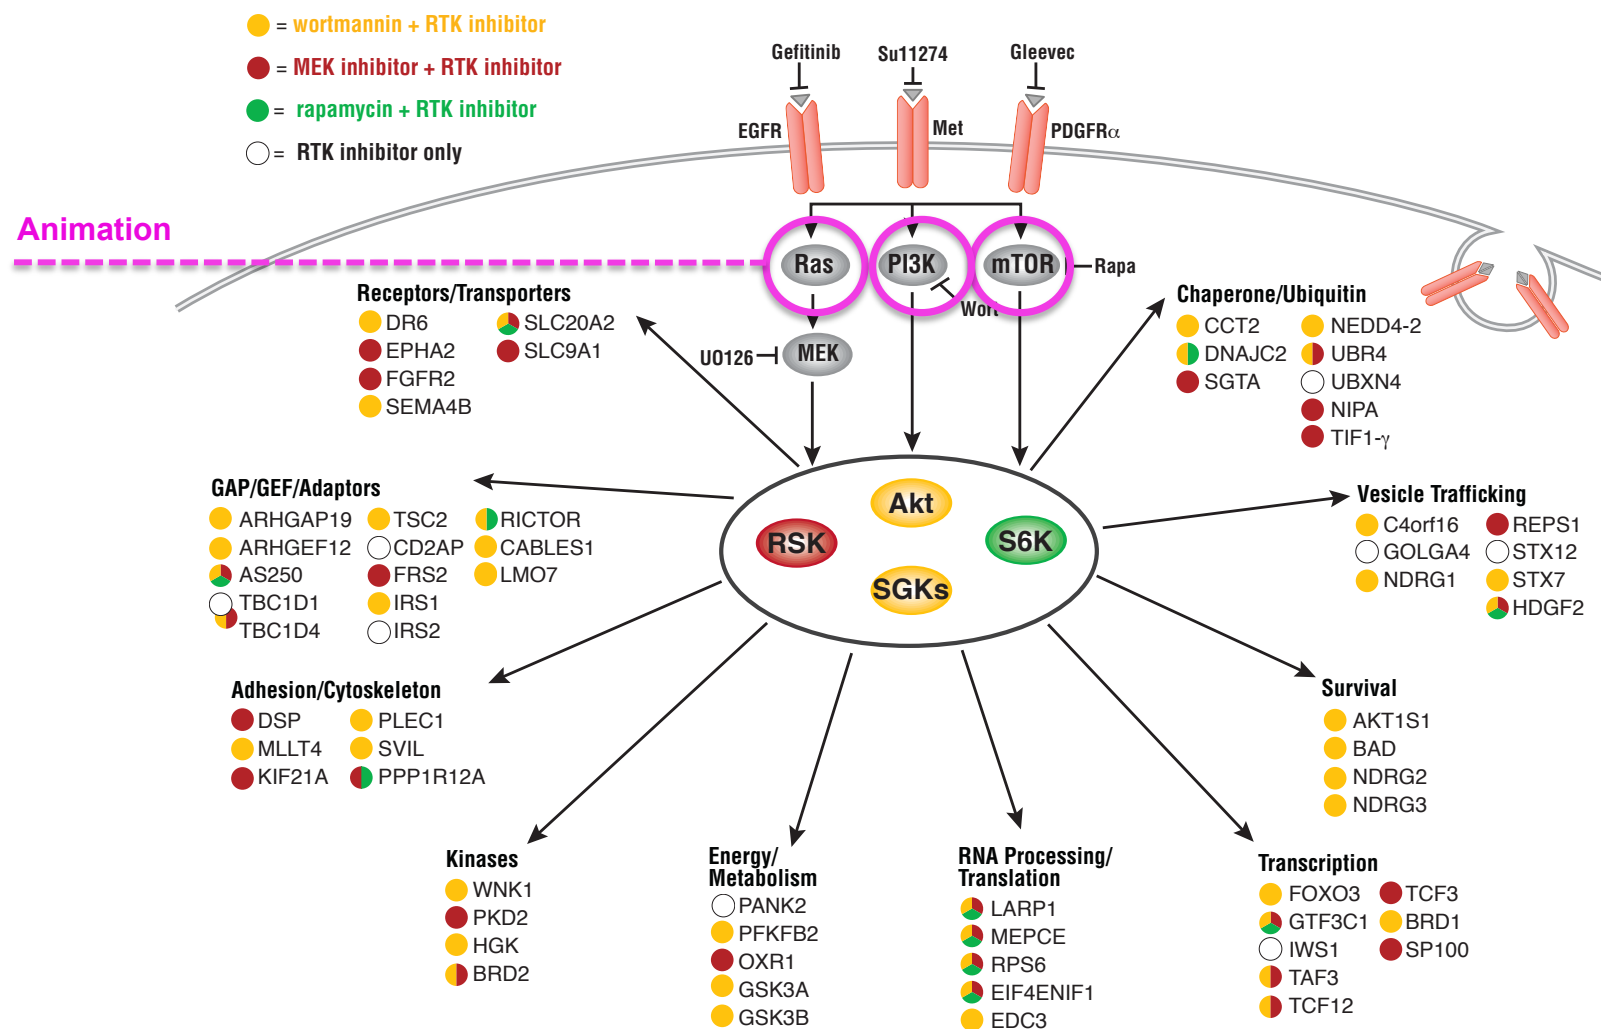 = wortmannin + RTK inhibitor
= MEK inhibitor + RTK inhibitor
= rapamycin + RTK inhibitor
= RTK inhibitor only
Gefitinib
Su11274
Gleevec
EGFR
Met
PDGFRα
Animation
Ras
PI3K
mTOR
Rapa
Wort
UO126
MEK
Receptors/Transporters
DR6
EPHA2
FGFR2
SEMA4B
SLC20A2
SLC9A1
Chaperone/Ubiquitin
CCT2
DNAJC2
SGTA
NEDD4-2
UBR4
UBXN4
NIPA
TIF1-γ
GAP/GEF/Adaptors
ARHGAP19
ARHGEF12
AS250
TBC1D1
TBC1D4
TSC2
CD2AP
FRS2
IRS1
IRS2
RICTOR
CABLES1
LMO7
Akt
RSK
S6K
SGKs
Vesicle Trafficking
C4orf16
GOLGA4
NDRG1
REPS1
STX12
STX7
HDGF2
Adhesion/Cytoskeleton
DSP
MLLT4
KIF21A
PLEC1
SVIL
PPP1R12A
Survival
AKT1S1
BAD
NDRG2
NDRG3
Kinases
WNK1
PKD2
HGK
BRD2
Energy/
Metabolism
PANK2
PFKFB2
OXR1
GSK3A
GSK3B
RNA Processing/
Translation
LARP1
MEPCE
RPS6
EIF4ENIF1
EDC3
Transcription
FOXO3
GTF3C1
IWS1
TAF3
TCF12
TCF3
BRD1
SP100